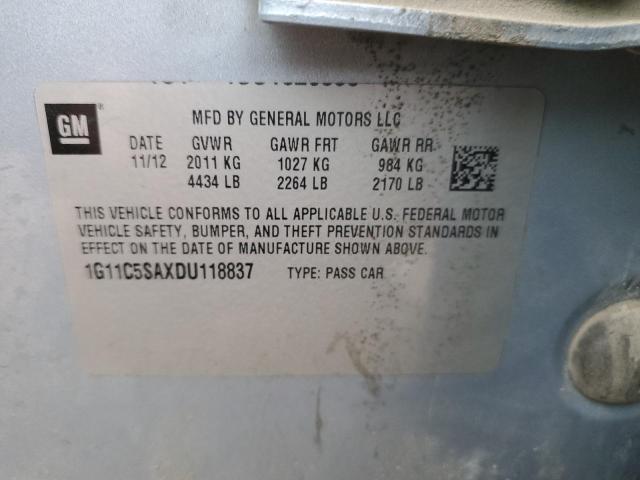 GM ®
MFD BY GENERAL MOTORS LLC
DATE GVWR GAWR FRT GAWR RR
11/12 2011 KG 1027 KG 984 KG
4434 LB 2264 LB 2170 LB
THIS VEHICLE CONFORMS TO ALL APPLICABLE U.S. FEDERAL MOTOR
VEHICLE SAFETY, BUMPER, AND THEFT PREVENTION STANDARDS IN
EFFECT ON THE DATE OF MANUFACTURE SHOWN ABOVE.
1G11C5SAXDU118837 TYPE: PASS CAR